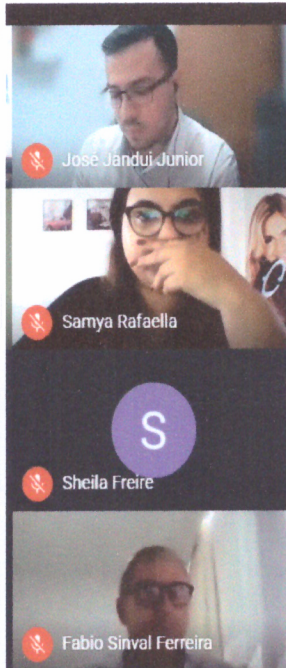 José Jandui Junior
Samya Rafaella
S
Sheila Freire
Fabio Sinval Ferreira